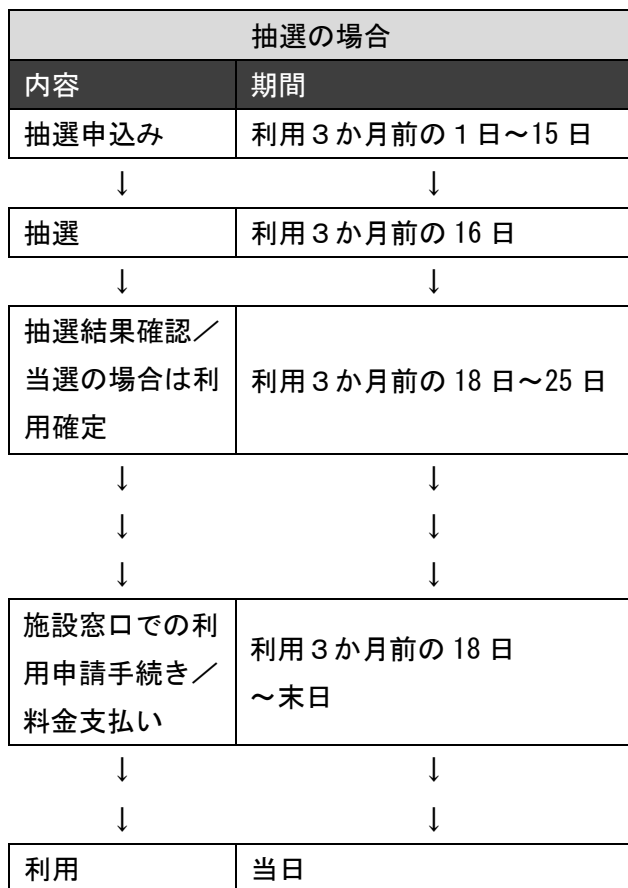 抽選の場合
内容 期間
抽選申込み 利用３か月前の１日～15 日
↓ ↓
抽選 利用３か月前の 16 日
↓ ↓
抽選結果確認／
当選の場合は利
用確定
利用３か月前の 18 日～25 日
↓ ↓
↓ ↓
↓ ↓
施設窓口での利
用申請手続き／
料金支払い
利用３か月前の 18 日
～末日
↓ ↓
↓ ↓
利用 当日